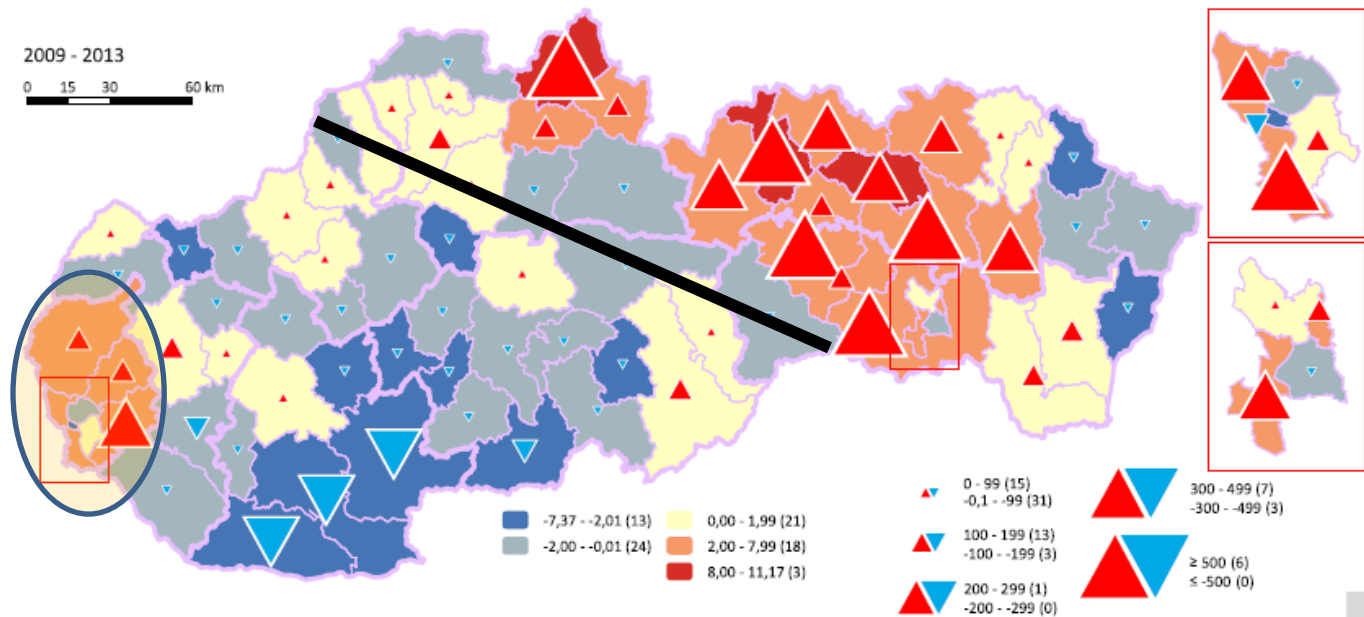 2009 - 2013
0 15 30 60 km
-7,37 - -2,01 (13)
-2,00 - -0,01 (24)
0,00 - 1,99 (21)
2,00 - 7,99 (18)
8,00 - 11,17 (3)
0 - 99 (15)
-0,1 - -99 (31)
100 - 199 (13)
-100 - -199 (3)
200 - 299 (1)
-200 - -299 (0)
300 - 499 (7)
-300 - -499 (3)
≥ 500 (6)
≤ -500 (0)